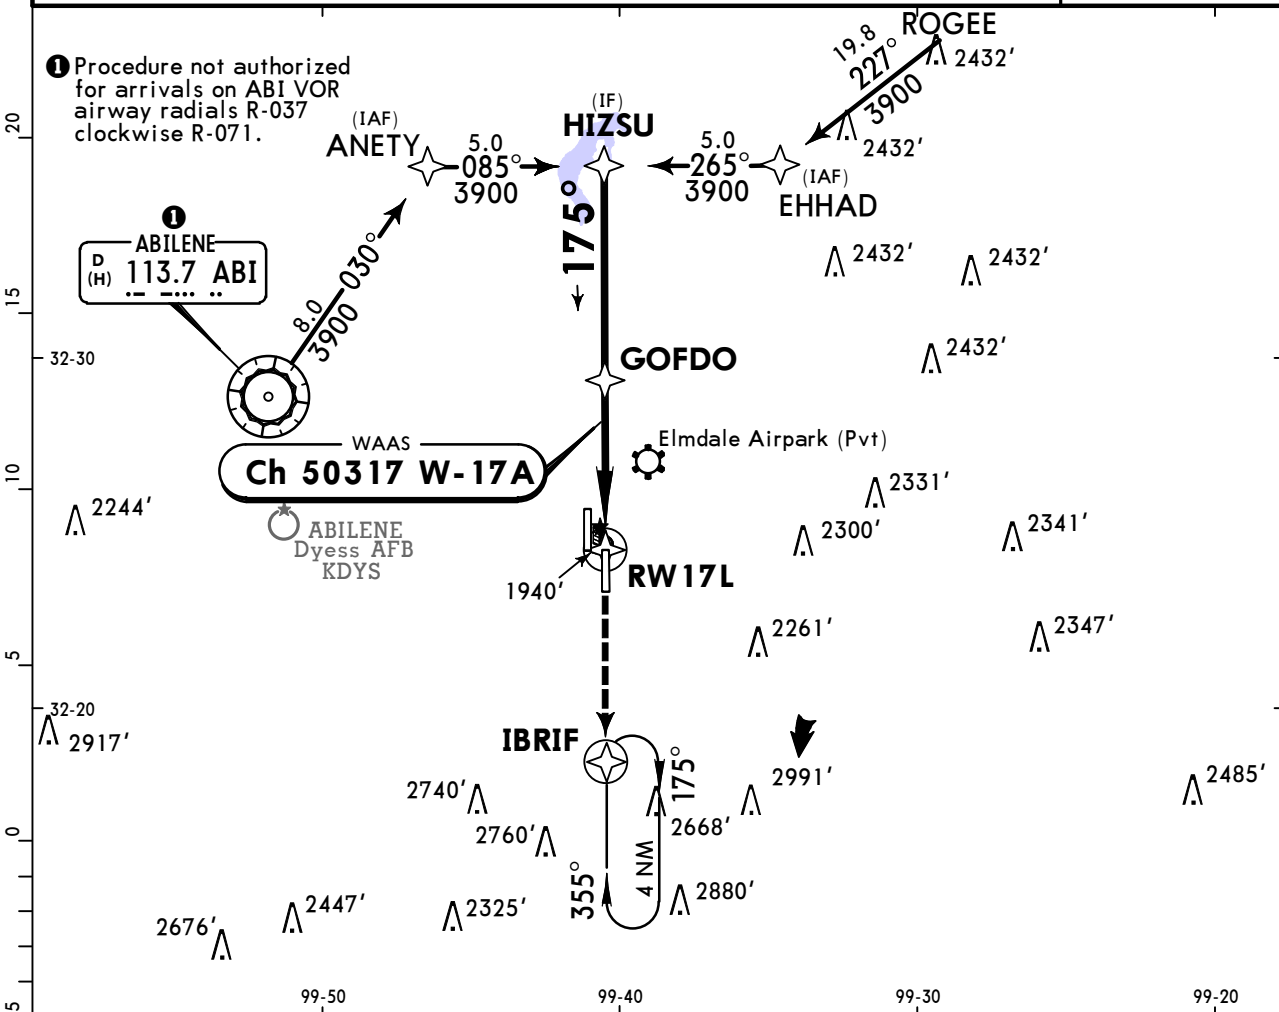 ROGEE
2432'
19.8
227°
3900
2432'
❶ Procedure not authorized
for arrivals on ABI VOR
airway radials R-037
clockwise R-071.
(IAF)
ANETY
5.0
085°
3900
(IF)
HIZSU
5.0
265°
3900
(IAF)
EHHAD
175°
❶
ABILENE
D
(H)
113.7 ABI
8.0
030°
3900
2432'
2432'
2432'
GOFDO
WAAS
Ch 50317 W-17A
Elmdale Airpark (Pvt)
2244'
ABILENE
Dyess AFB
KDYS
2331'
2300'
2341'
1940'
RW17L
2261'
2347'
2917'
IBRIF
175°
2991'
2485'
2740'
2668'
2760'
4 NM
355°
2880'
2447'
2325'
2676'
20
15
32-30
10
5
32-20
0
5
99-50
99-40
99-30
99-20